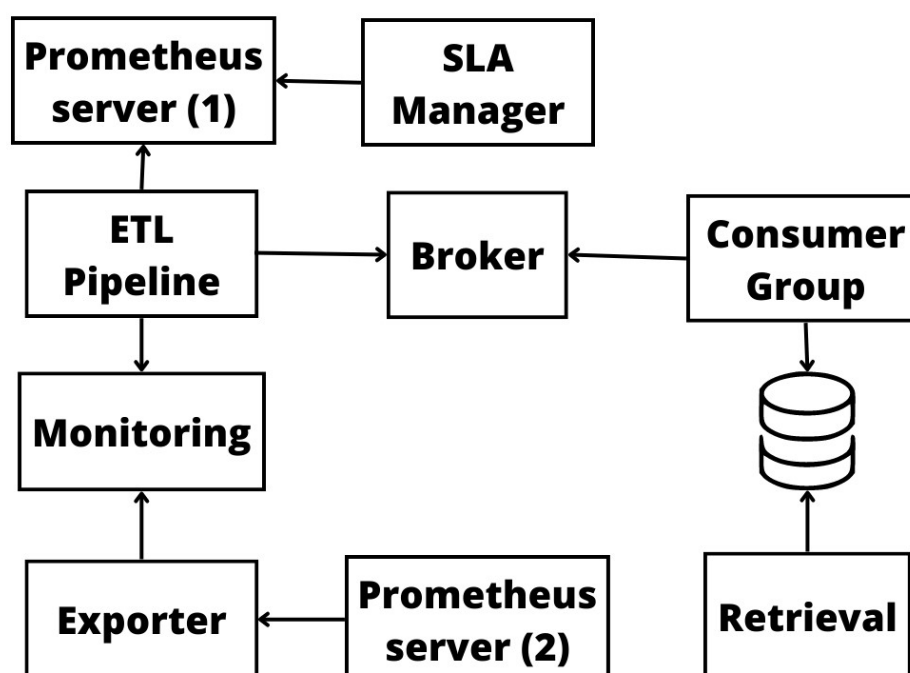 Prometheus
server (1)
SLA
Manager
ETL
Pipeline
Broker
Consumer
Group
Monitoring
Exporter
Prometheus
server (2)
Retrieval